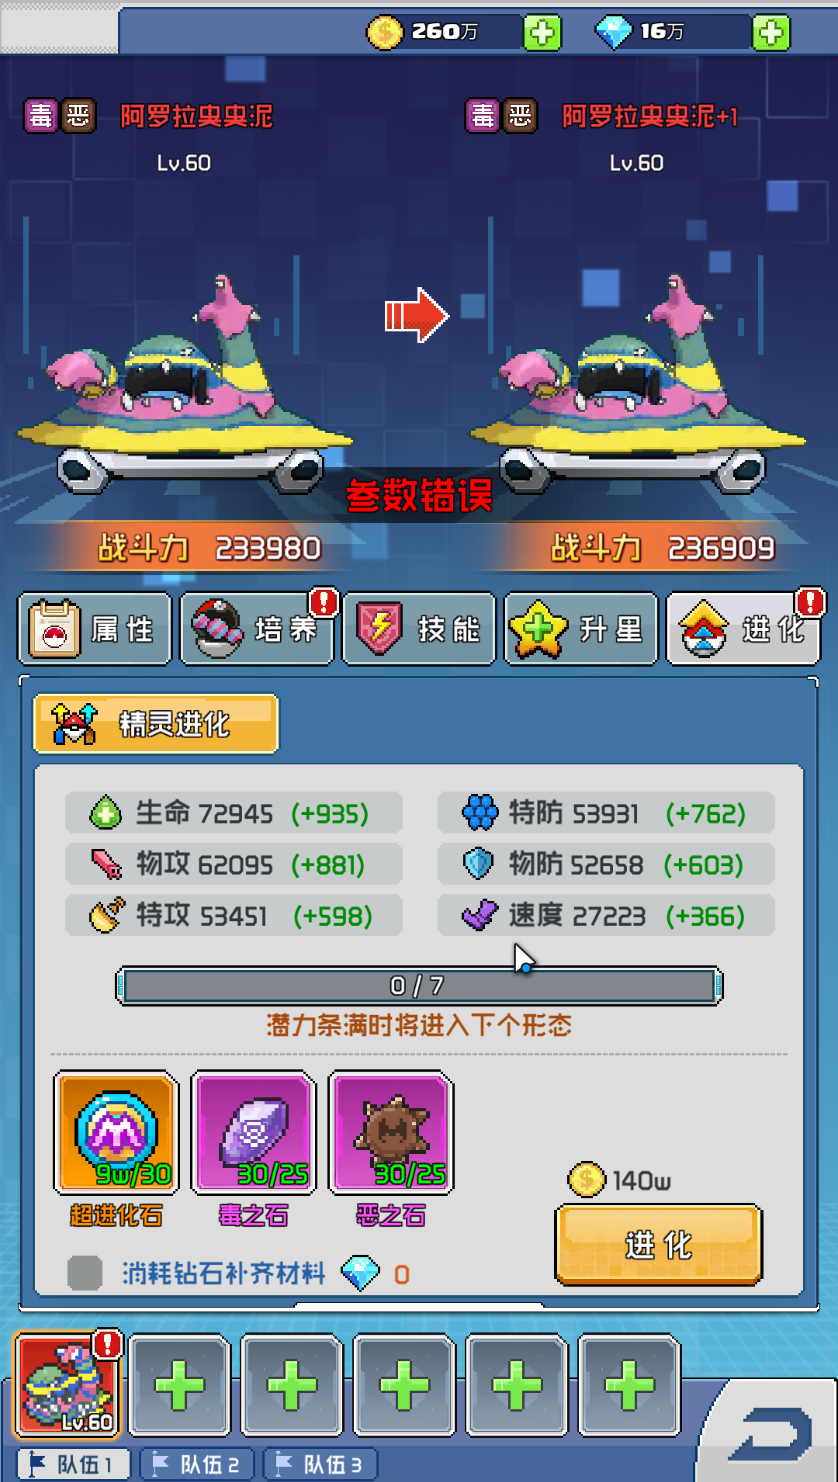 260万 16万
毒 恶 阿罗拉臭臭泥 毒 恶 阿罗拉臭臭泥+1
Lv.60 Lv.60
参数错误
战斗力 233980 战斗力 236909
属性 培养 技能 升星 进化
精灵进化
生命 72945 (+935) 特防 53931 (+762)
物攻 62095 (+881) 物防 52658 (+603)
特攻 53451 (+598) 速度 27223 (+366)
0/7
潜力条满时将进入下个形态
9w/30 30/25 30/25
超进化石 毒之石 恶之石
140w
进化
消耗钻石补齐材料 0
Lv.60
队伍1 队伍2 队伍3